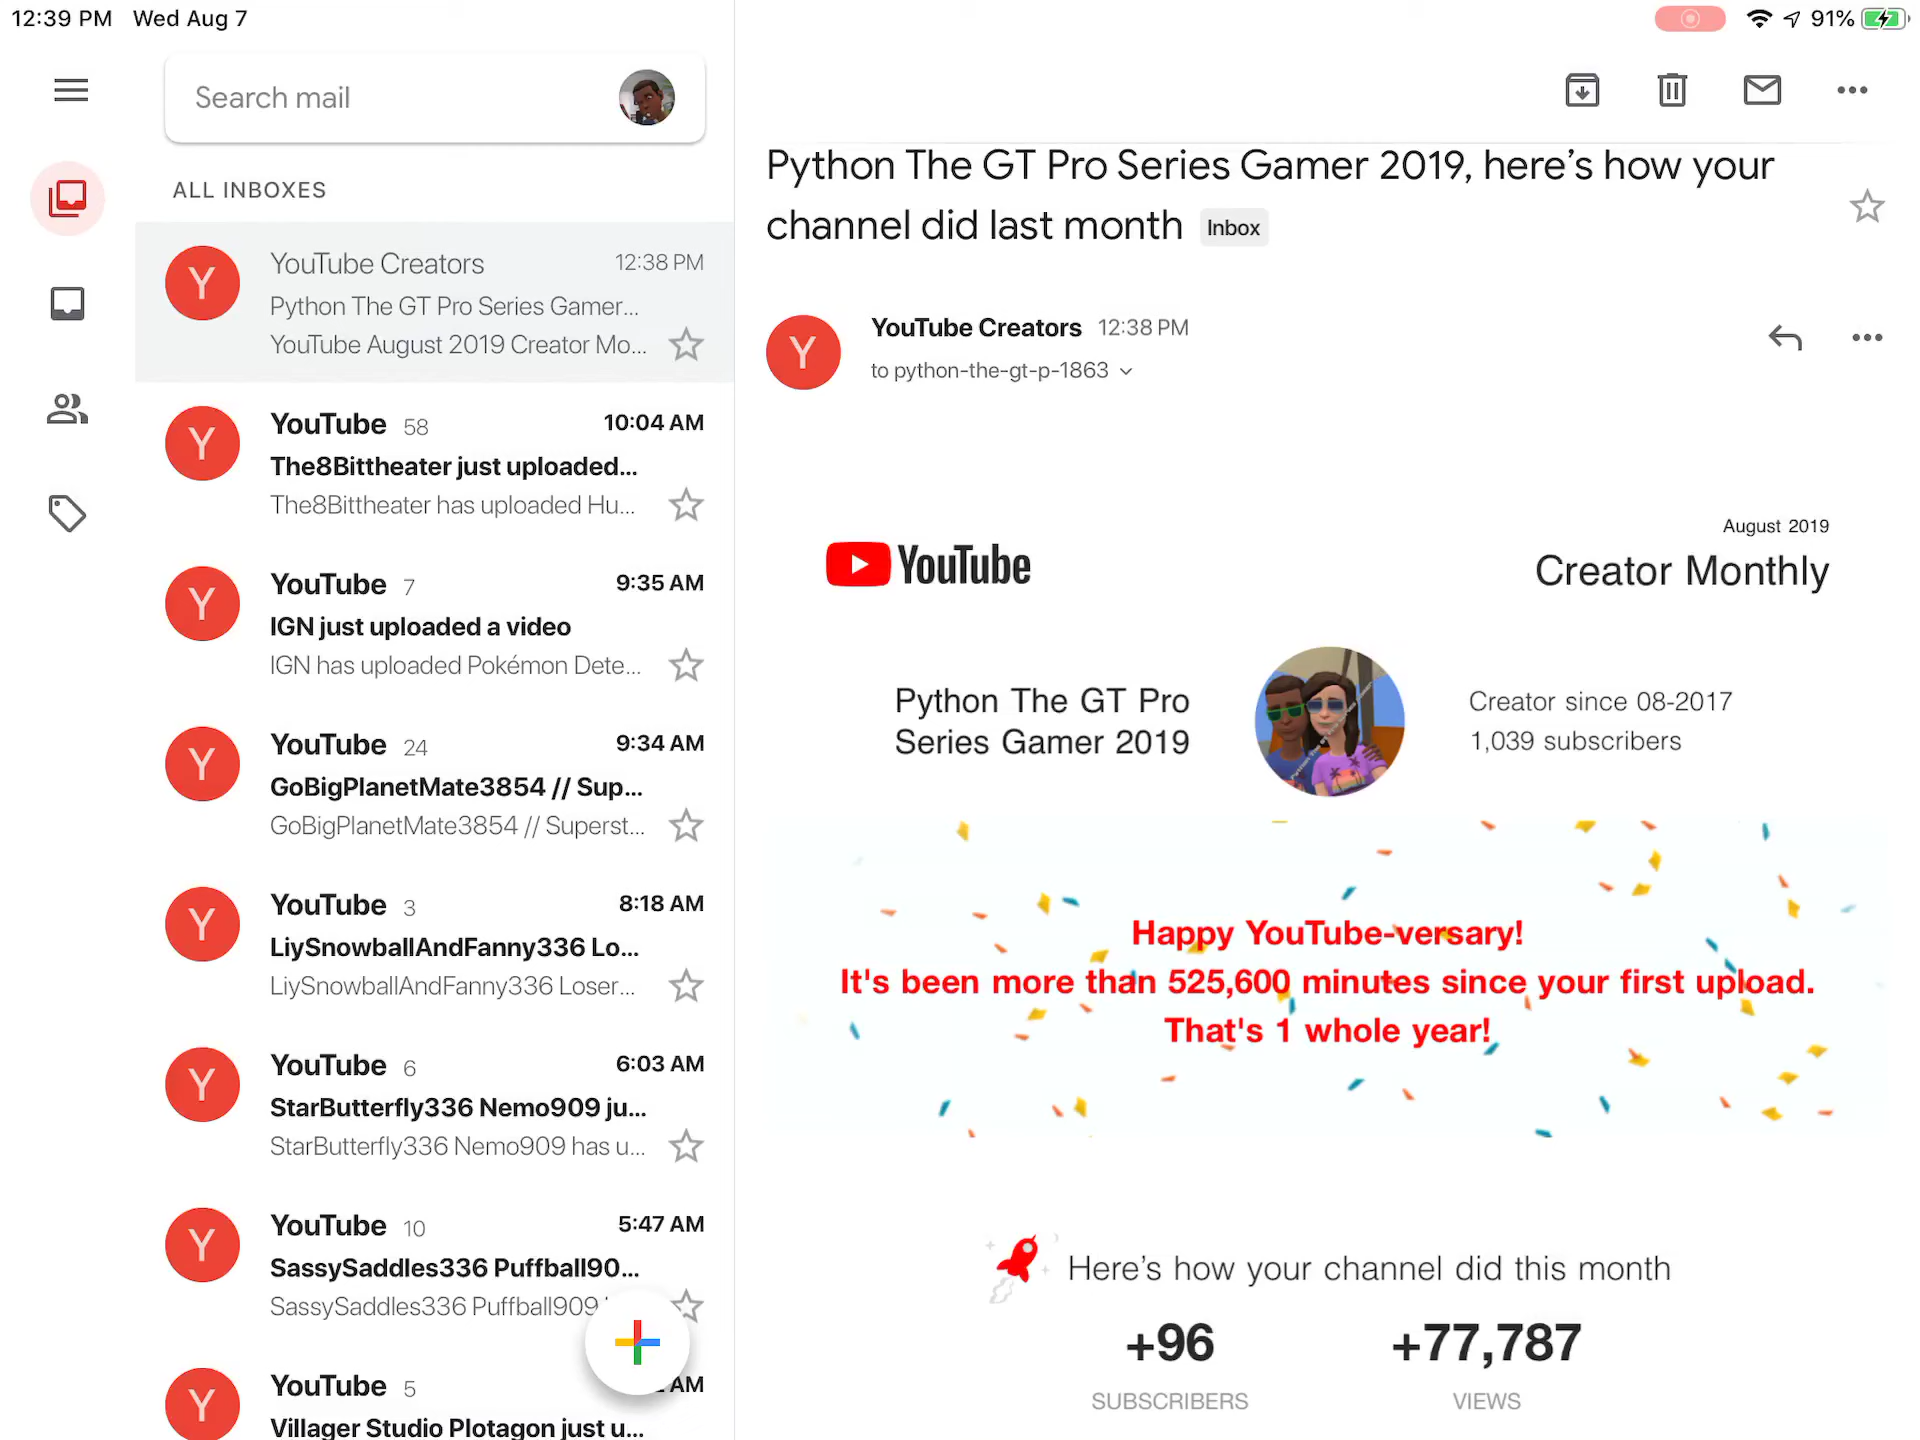 12:39 PM Wed Aug 7
91%
Search mail
ALL INBOXES
Y
YouTube Creators 12:38 PM
Python The GT Pro Series Gamer...
YouTube August 2019 Creator Mo...
Y
YouTube 58 10:04 AM
The8Bittheater just uploaded...
The8Bittheater has uploaded Hu...
Y
YouTube 7 9:35 AM
IGN just uploaded a video
IGN has uploaded Pokémon Dete...
Y
YouTube 24 9:34 AM
GoBigPlanetMate3854 // Sup...
GoBigPlanetMate3854 // Superst...
Y
YouTube 3 8:18 AM
LiySnowballAndFanny336 Lo...
LiySnowballAndFanny336 Loser...
Y
YouTube 6 6:03 AM
StarButterfly336 Nemo909 ju...
StarButterfly336 Nemo909 has u...
Y
YouTube 10 5:47 AM
SassySaddles336 Puffball90...
SassySaddles336 Puffball909
Y
YouTube 5 AM
Villager Studio Plotagon just u...
Python The GT Pro Series Gamer 2019, here's how your
channel did last month Inbox
Y
YouTube Creators 12:38 PM
to python-the-gt-p-1863
August 2019
YouTube Creator Monthly
Python The GT Pro
Series Gamer 2019
Creator since 08-2017
1,039 subscribers
Happy YouTube-versary!
It's been more than 525,600 minutes since your first upload.
That's 1 whole year!
Here's how your channel did this month
+96 +77,787
SUBSCRIBERS VIEWS